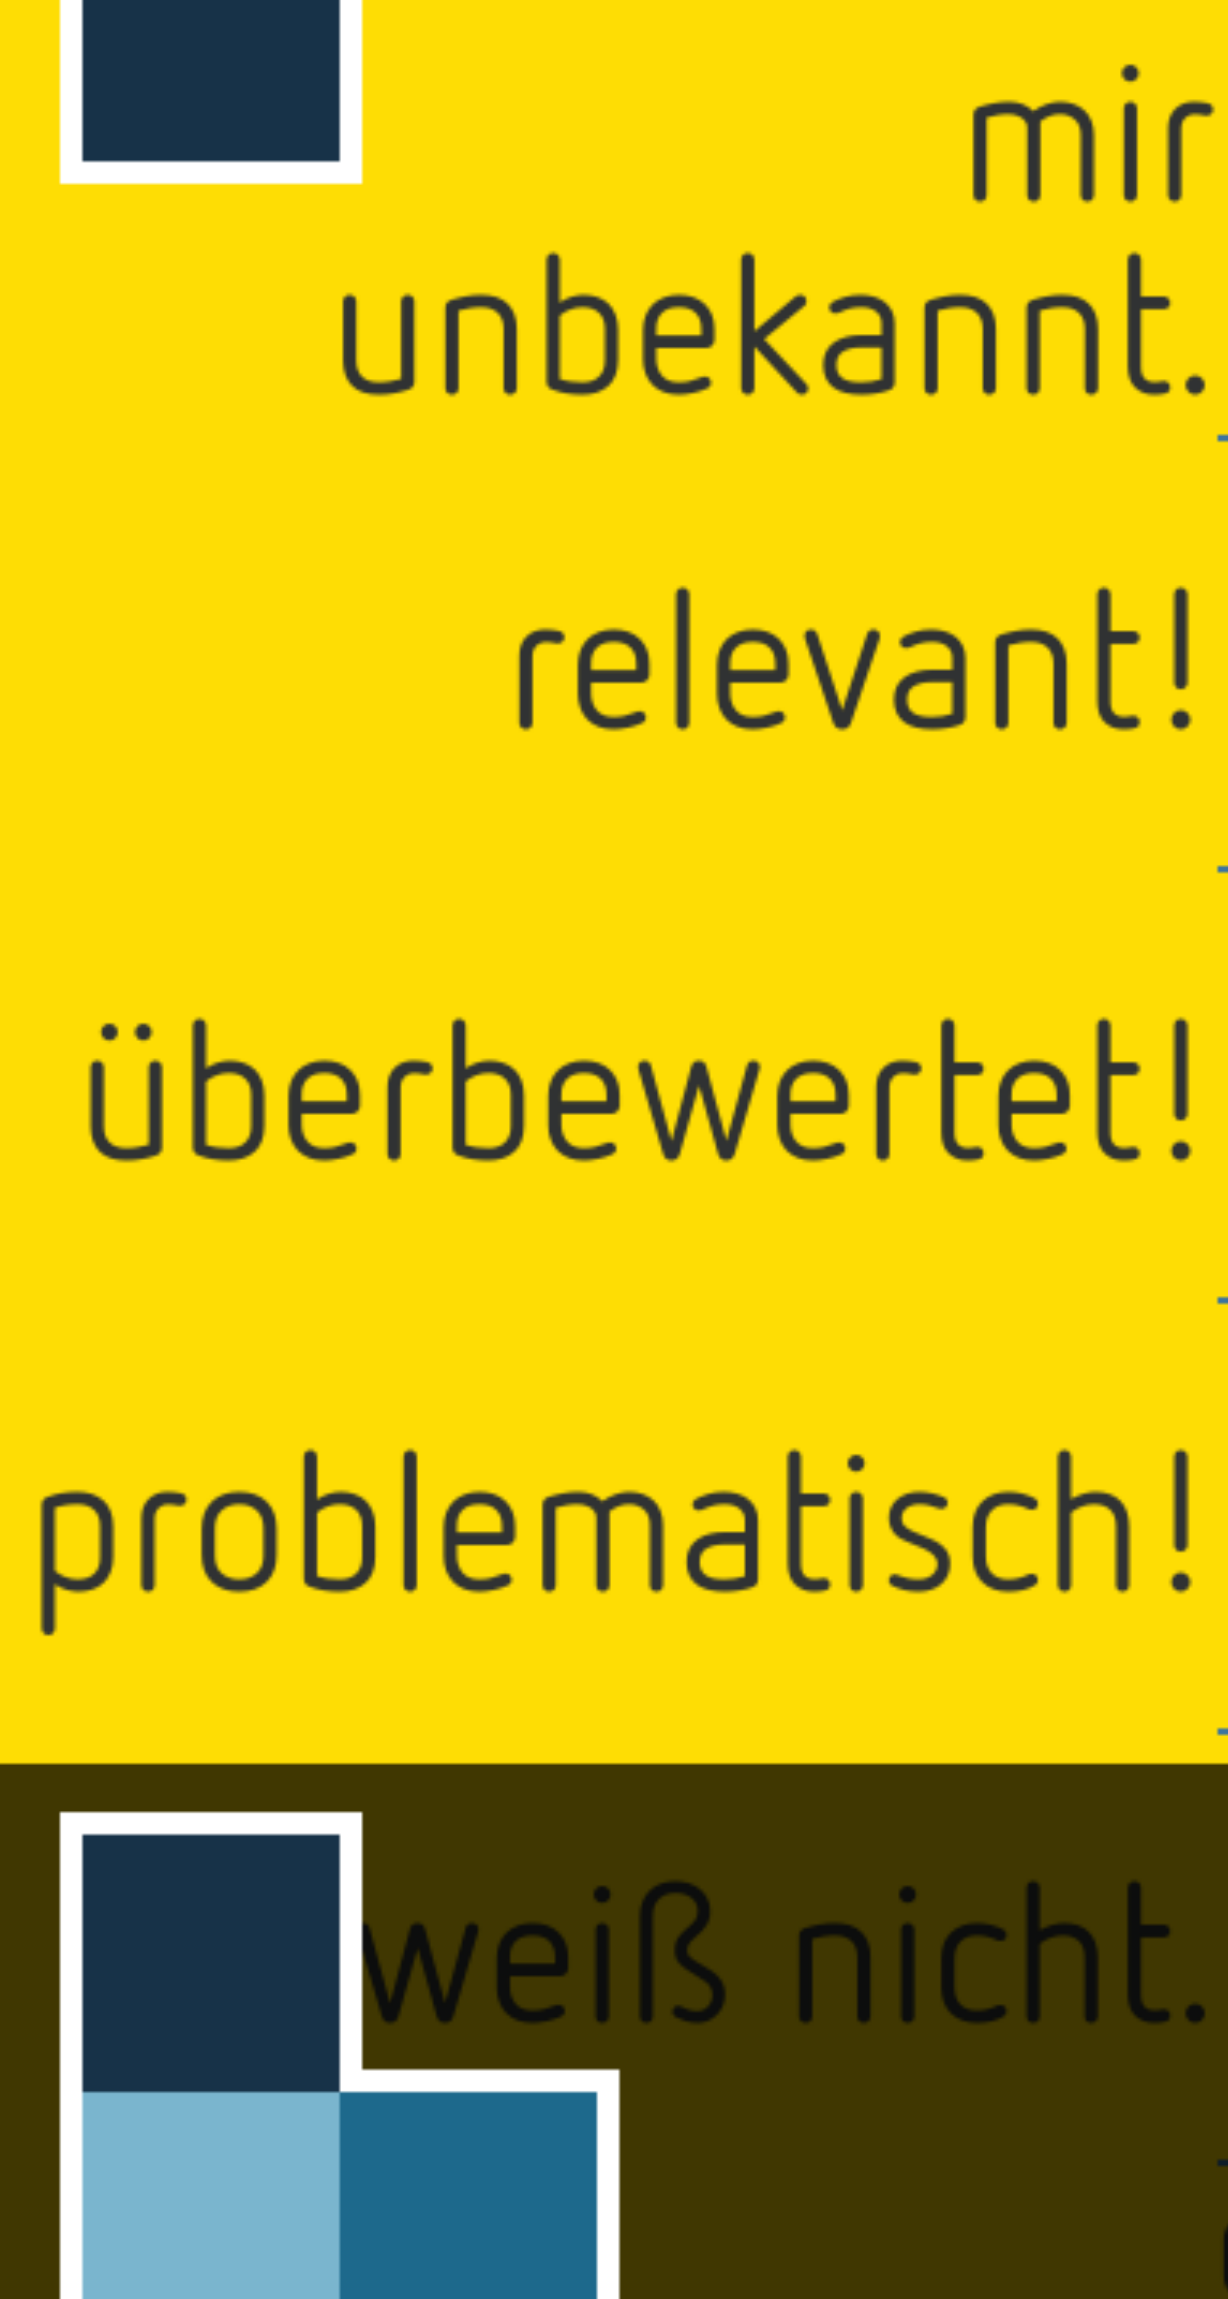 mir
unbekannt.
relevant!
überbewertet!
problematisch!
weiß nicht.